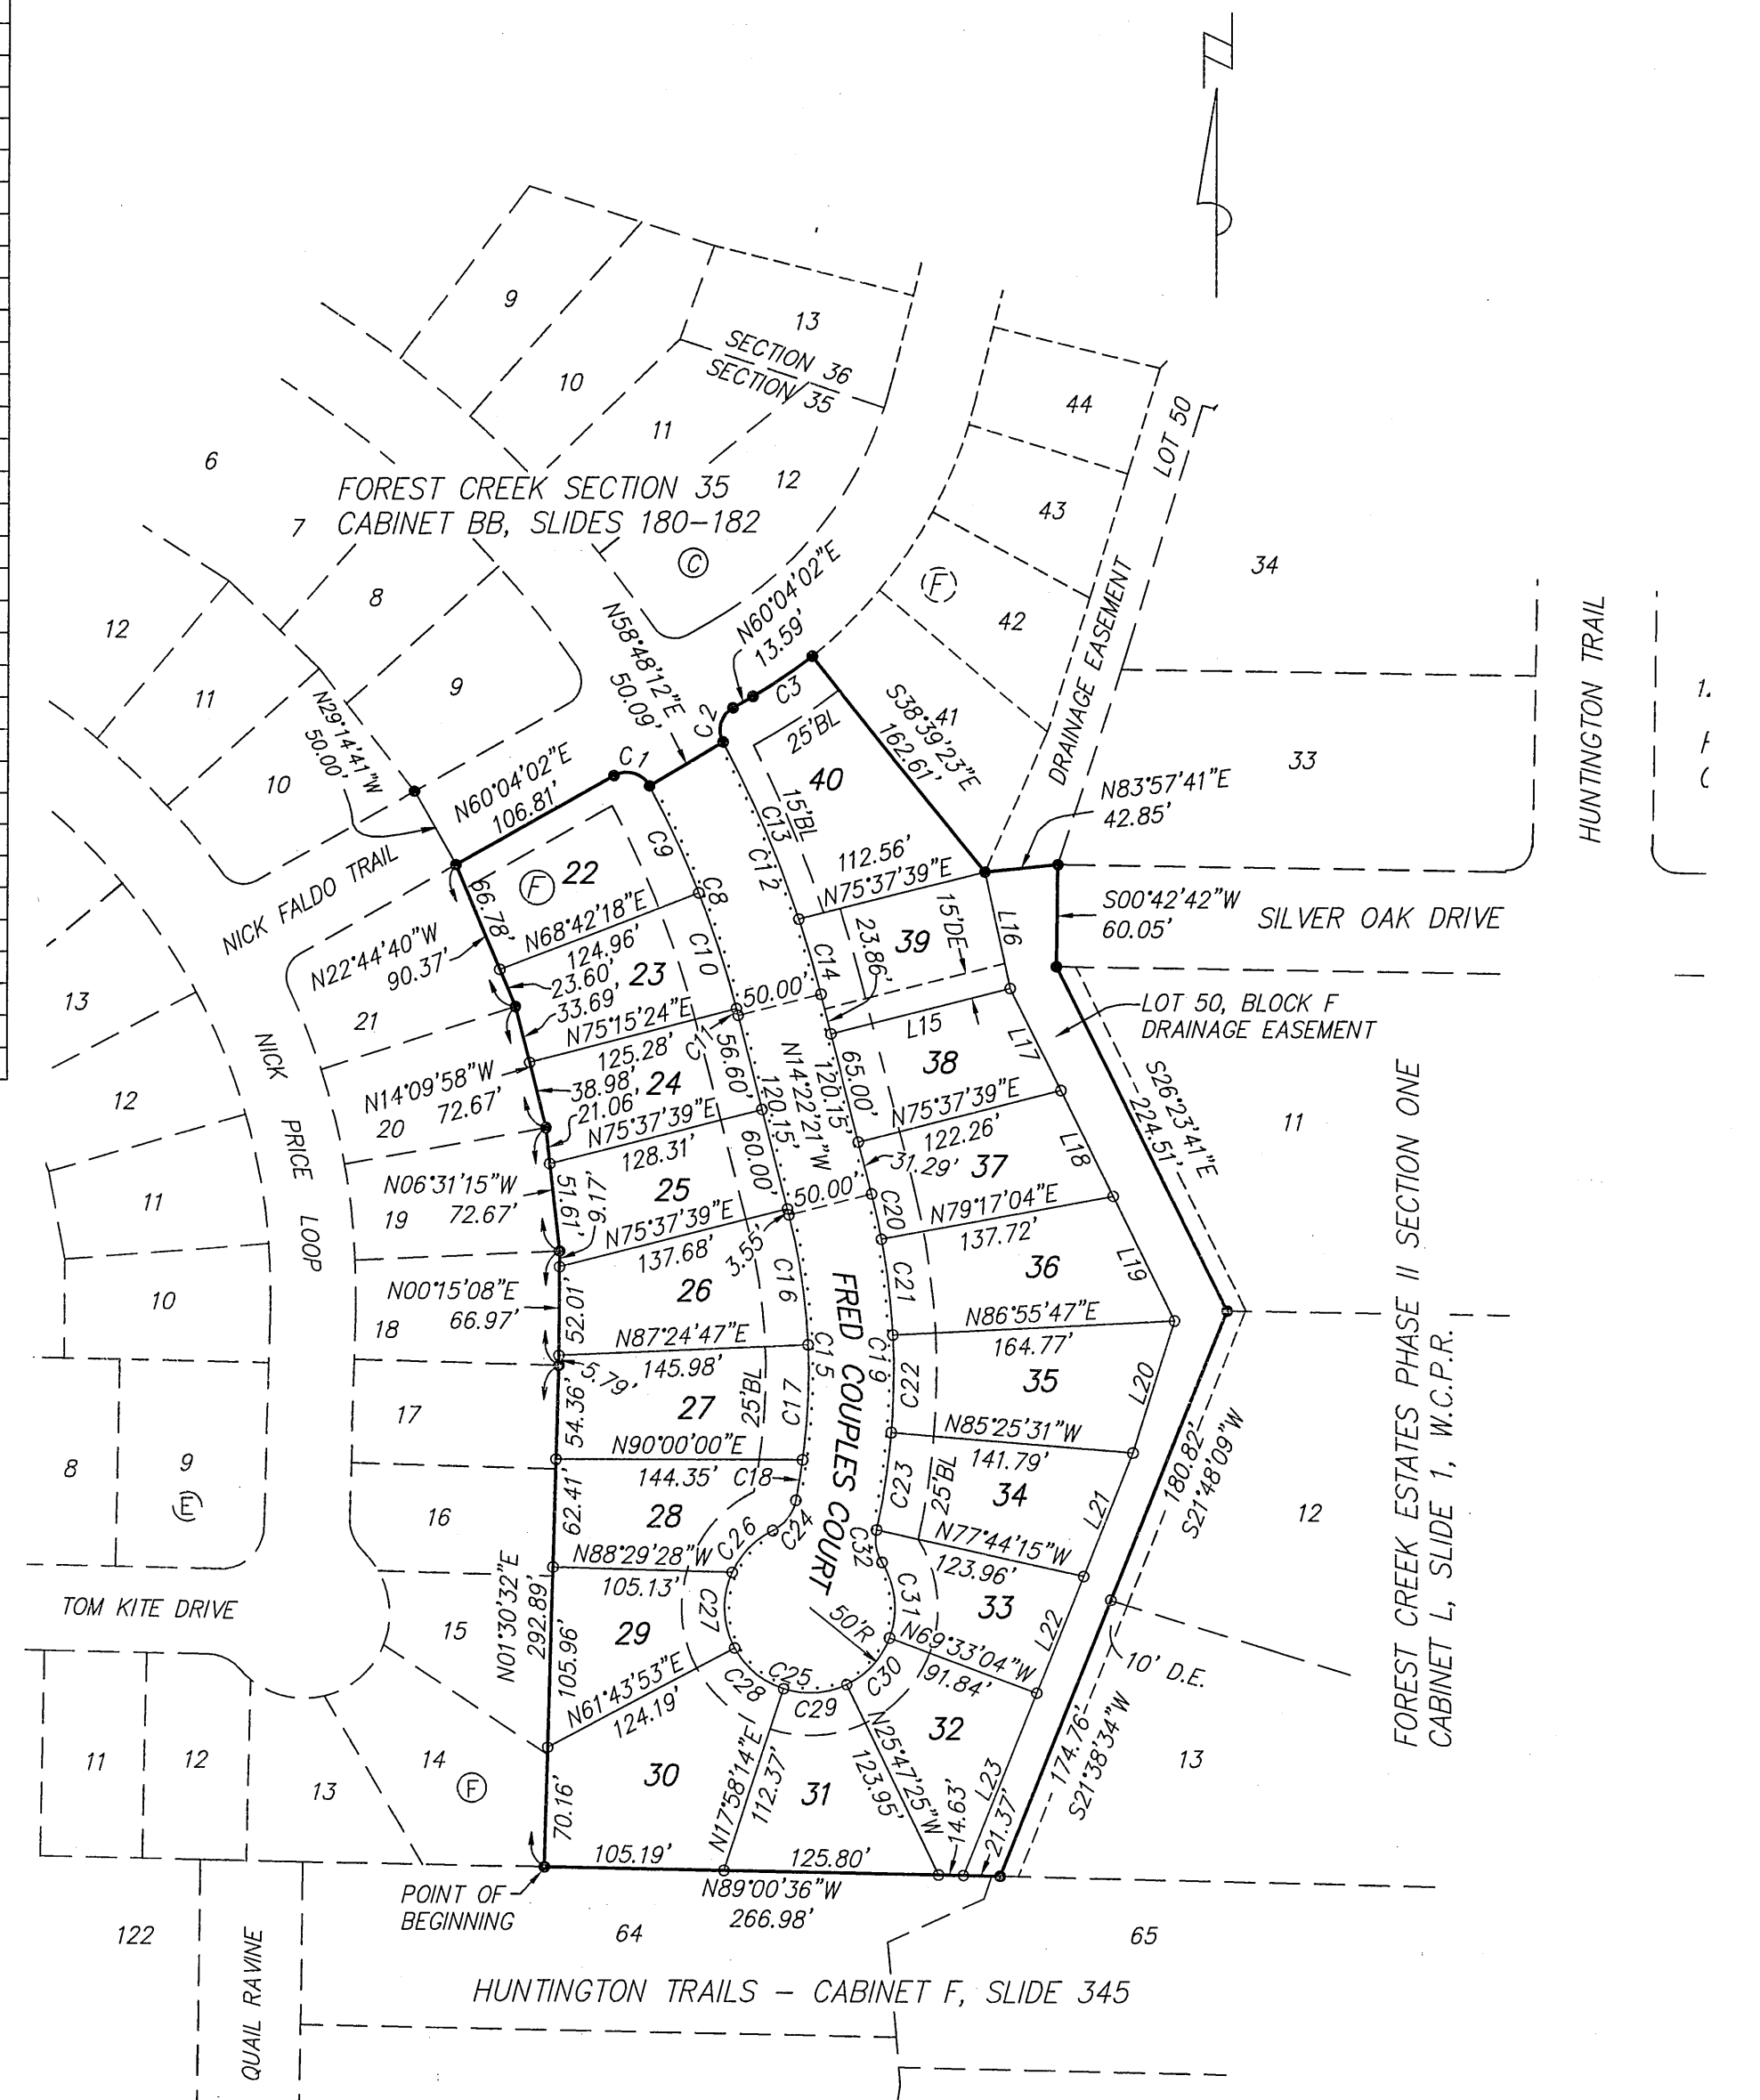 9
13
SECTION 36
SECTION 35
10
11
12
44
LOT 50
43
6
FOREST CREEK SECTION 35
7
CABINET BB, SLIDES 180-182
C
8
12
N60°04'02"E
13.59'
F
42
34
HUNTINGTON TRAIL
DRAINAGE EASEMENT
11
9
N58°48'12"E
50.09'
10
N29°14'41"W
50.00'
N60°04'02"E
106.81'
C1
C2
C3
25'BL
40
15'BL
S38°39'23"E
162.61'
41
33
N83°57'41"E
42.85'
NICK FALDO TRAIL
F
22
C9
C8
C13
C12
112.56'
N75°37'39"E
S00°42'42"W
60.05'
SILVER OAK DRIVE
66.78'
N68°42'18"E
124.96'
N22°44'40"W
90.37'
23.60'
23
C10
C14
23.86'
39
15'DE
L16
13
21
33.69'
N75°15'24"E
125.28'
C11
50.00'
L15
LOT 50, BLOCK F
DRAINAGE EASEMENT
NICK PRICE LOOP
N14°09'58"W
72.67'
20
38.98'
24
21.06'
56.60'
N14°22'21"W
120.15'
120.15'
65.00'
38
L17
12
N75°37'39"E
128.31'
N75°37'39"E
122.26'
S26°23'41"E
224.51'
11
N06°31'15"W
72.67'
19
51.61'
9.17'
25
60.00'
50.00'
31.29'
37
L18
11
N75°37'39"E
137.68'
3.55'
C20
N79°17'04"E
137.72'
N00°15'08"E
66.97'
18
10
52.01'
26
C16
C21
36
L19
N87°24'47"E
145.98'
5.79'
C15
N86°55'47"E
164.77'
FRED COUPLES COURT
C19
17
54.36'
27
25'BL
C17
C22
35
L20
8
9
E
N90°00'00"E
144.35'
C18
N85°25'31"W
141.79'
180.82'
S21°48'09"W
12
FOREST CREEK ESTATES PHASE II SECTION ONE
CABINET L, SLIDE 1, W.C.P.R.
16
62.41'
28
C26
C24
C23
25'BL
34
L21
N88°29'28"W
105.13'
C32
N77°44'15"W
123.96'
TOM KITE DRIVE
15
N01°30'32"E
292.89'
105.96'
29
C27
C31
33
L22
50'R
N69°33'04"W
91.84'
10' D.E.
N61°43'53"E
124.19'
C28
C25
C29
C30
32
11
12
13
14
F
30
N17°58'14"E
112.37'
31
N25°47'25"W
123.95'
14.63'
L23
21.37'
174.76'
S21°38'34"W
13
70.16'
105.19'
125.80'
N89°00'36"W
266.98'
POINT OF
BEGINNING
122
QUAIL RAVINE
64
65
HUNTINGTON TRAILS - CABINET F, SLIDE 345